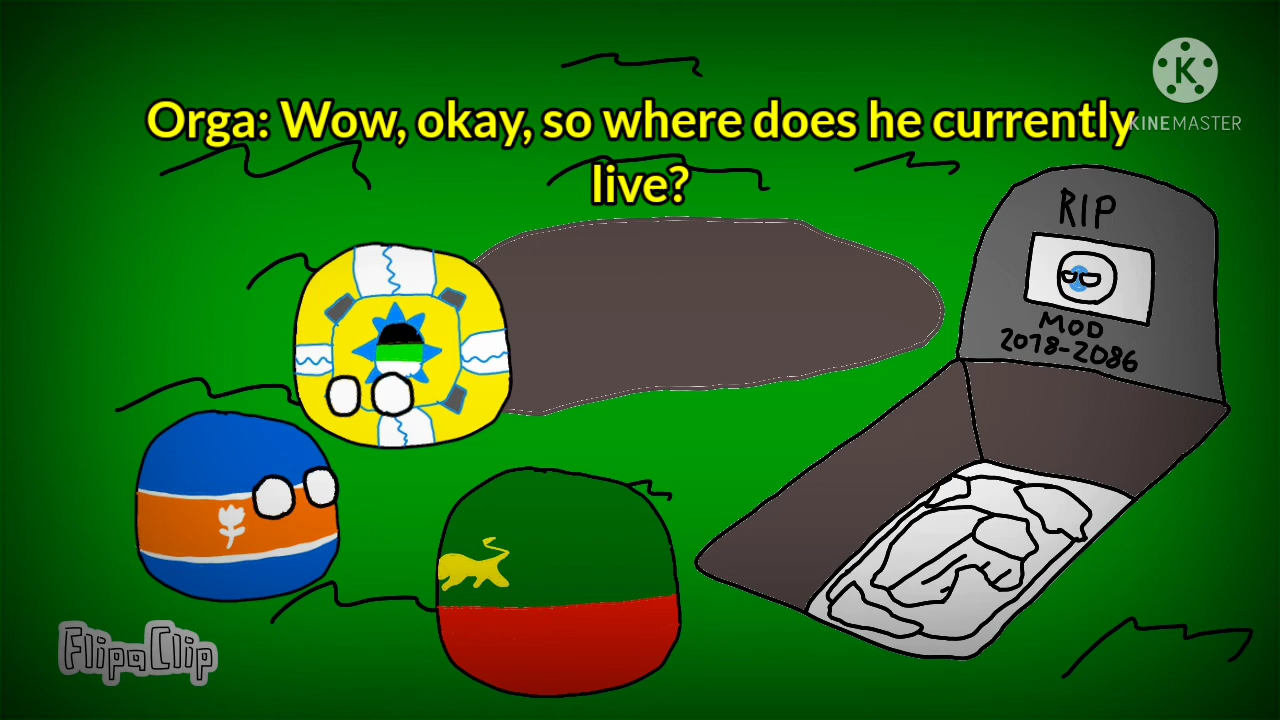 Orga: Wow, okay, so where does he currently
live?
KINEMASTER
K
RIP
MOD
2078-2086
FlipaClip